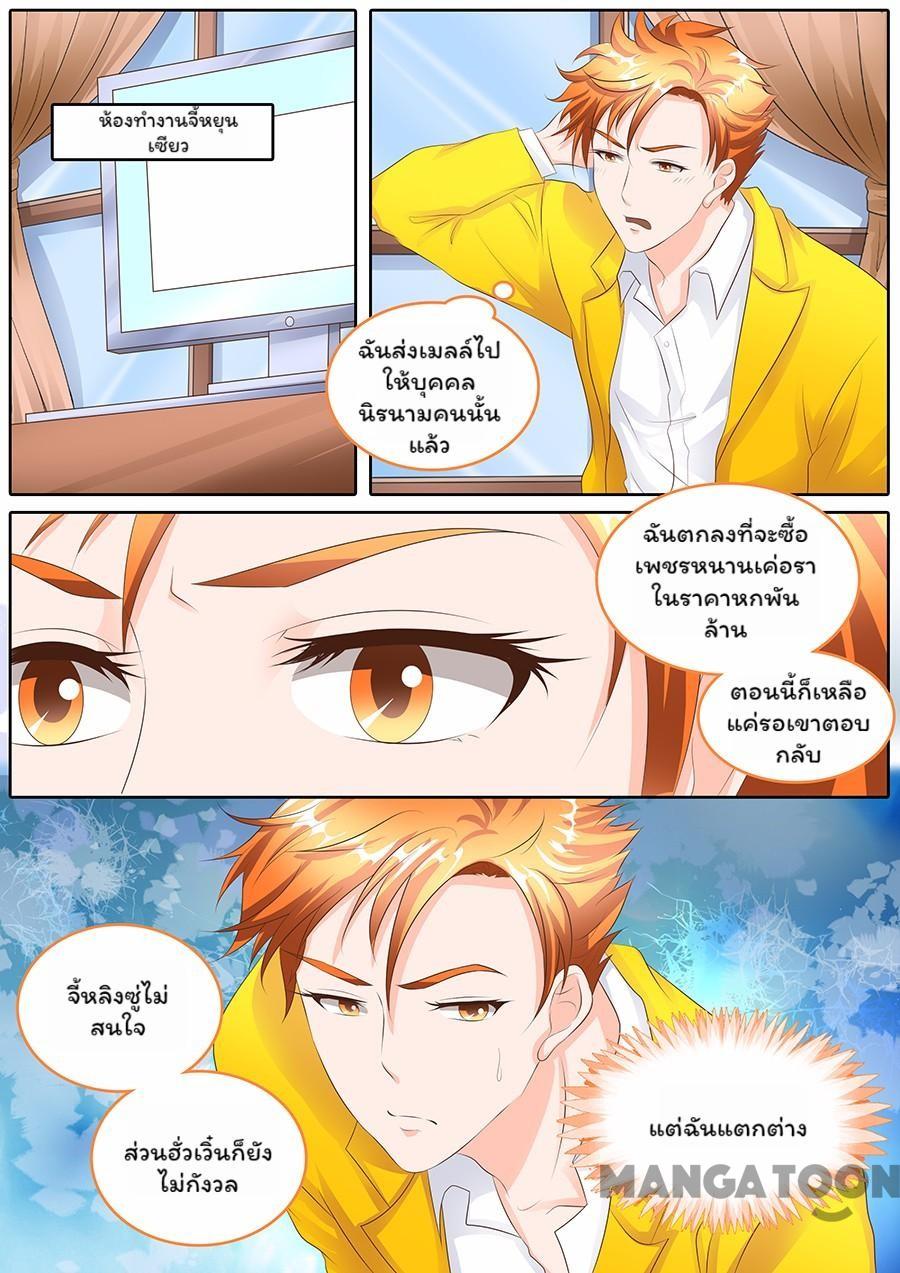 ห้องทำงานจี้หยุน
เซียว
ฉันส่งเมลล์ไป
ให้บุคคล
นิรนามคนนั้น
แล้ว
ฉันตกลงที่จะซื้อ
เพชรหนานเค่อรา
ในราคาหกพัน
ล้าน
ตอนนี้ก็เหลือ
แค่รอเขาตอบ
กลับ
จี้หลิงซู่ไม่
สนใจ
ส่วนฮั่วเวิ๋นก็ยัง
ไม่กังวล
แต่ฉันแตกต่าง
MANGATOON